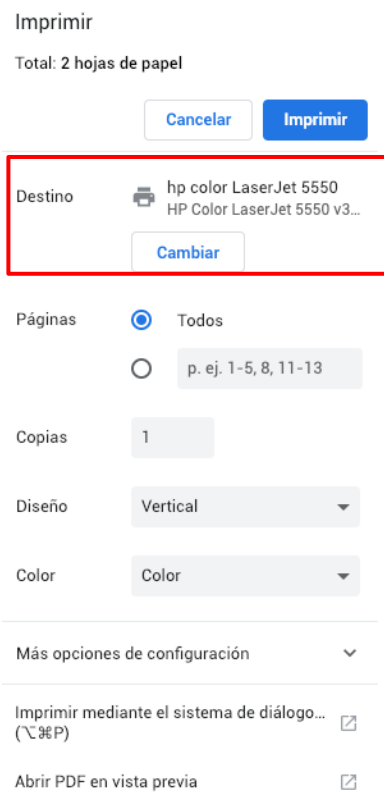 Imprimir
Total: 2 hojas de papel
Cancelar
Imprimir
Destino
hp color LaserJet 5550
HP Color LaserJet 5550 v3...
Cambiar
Páginas
Todos
p. ej. 1-5, 8, 11-13
Copias
1
Diseño
Vertical
Color
Color
Más opciones de configuración
Imprimir mediante el sistema de diálogo...
(⌥⌘P)
Abrir PDF en vista previa